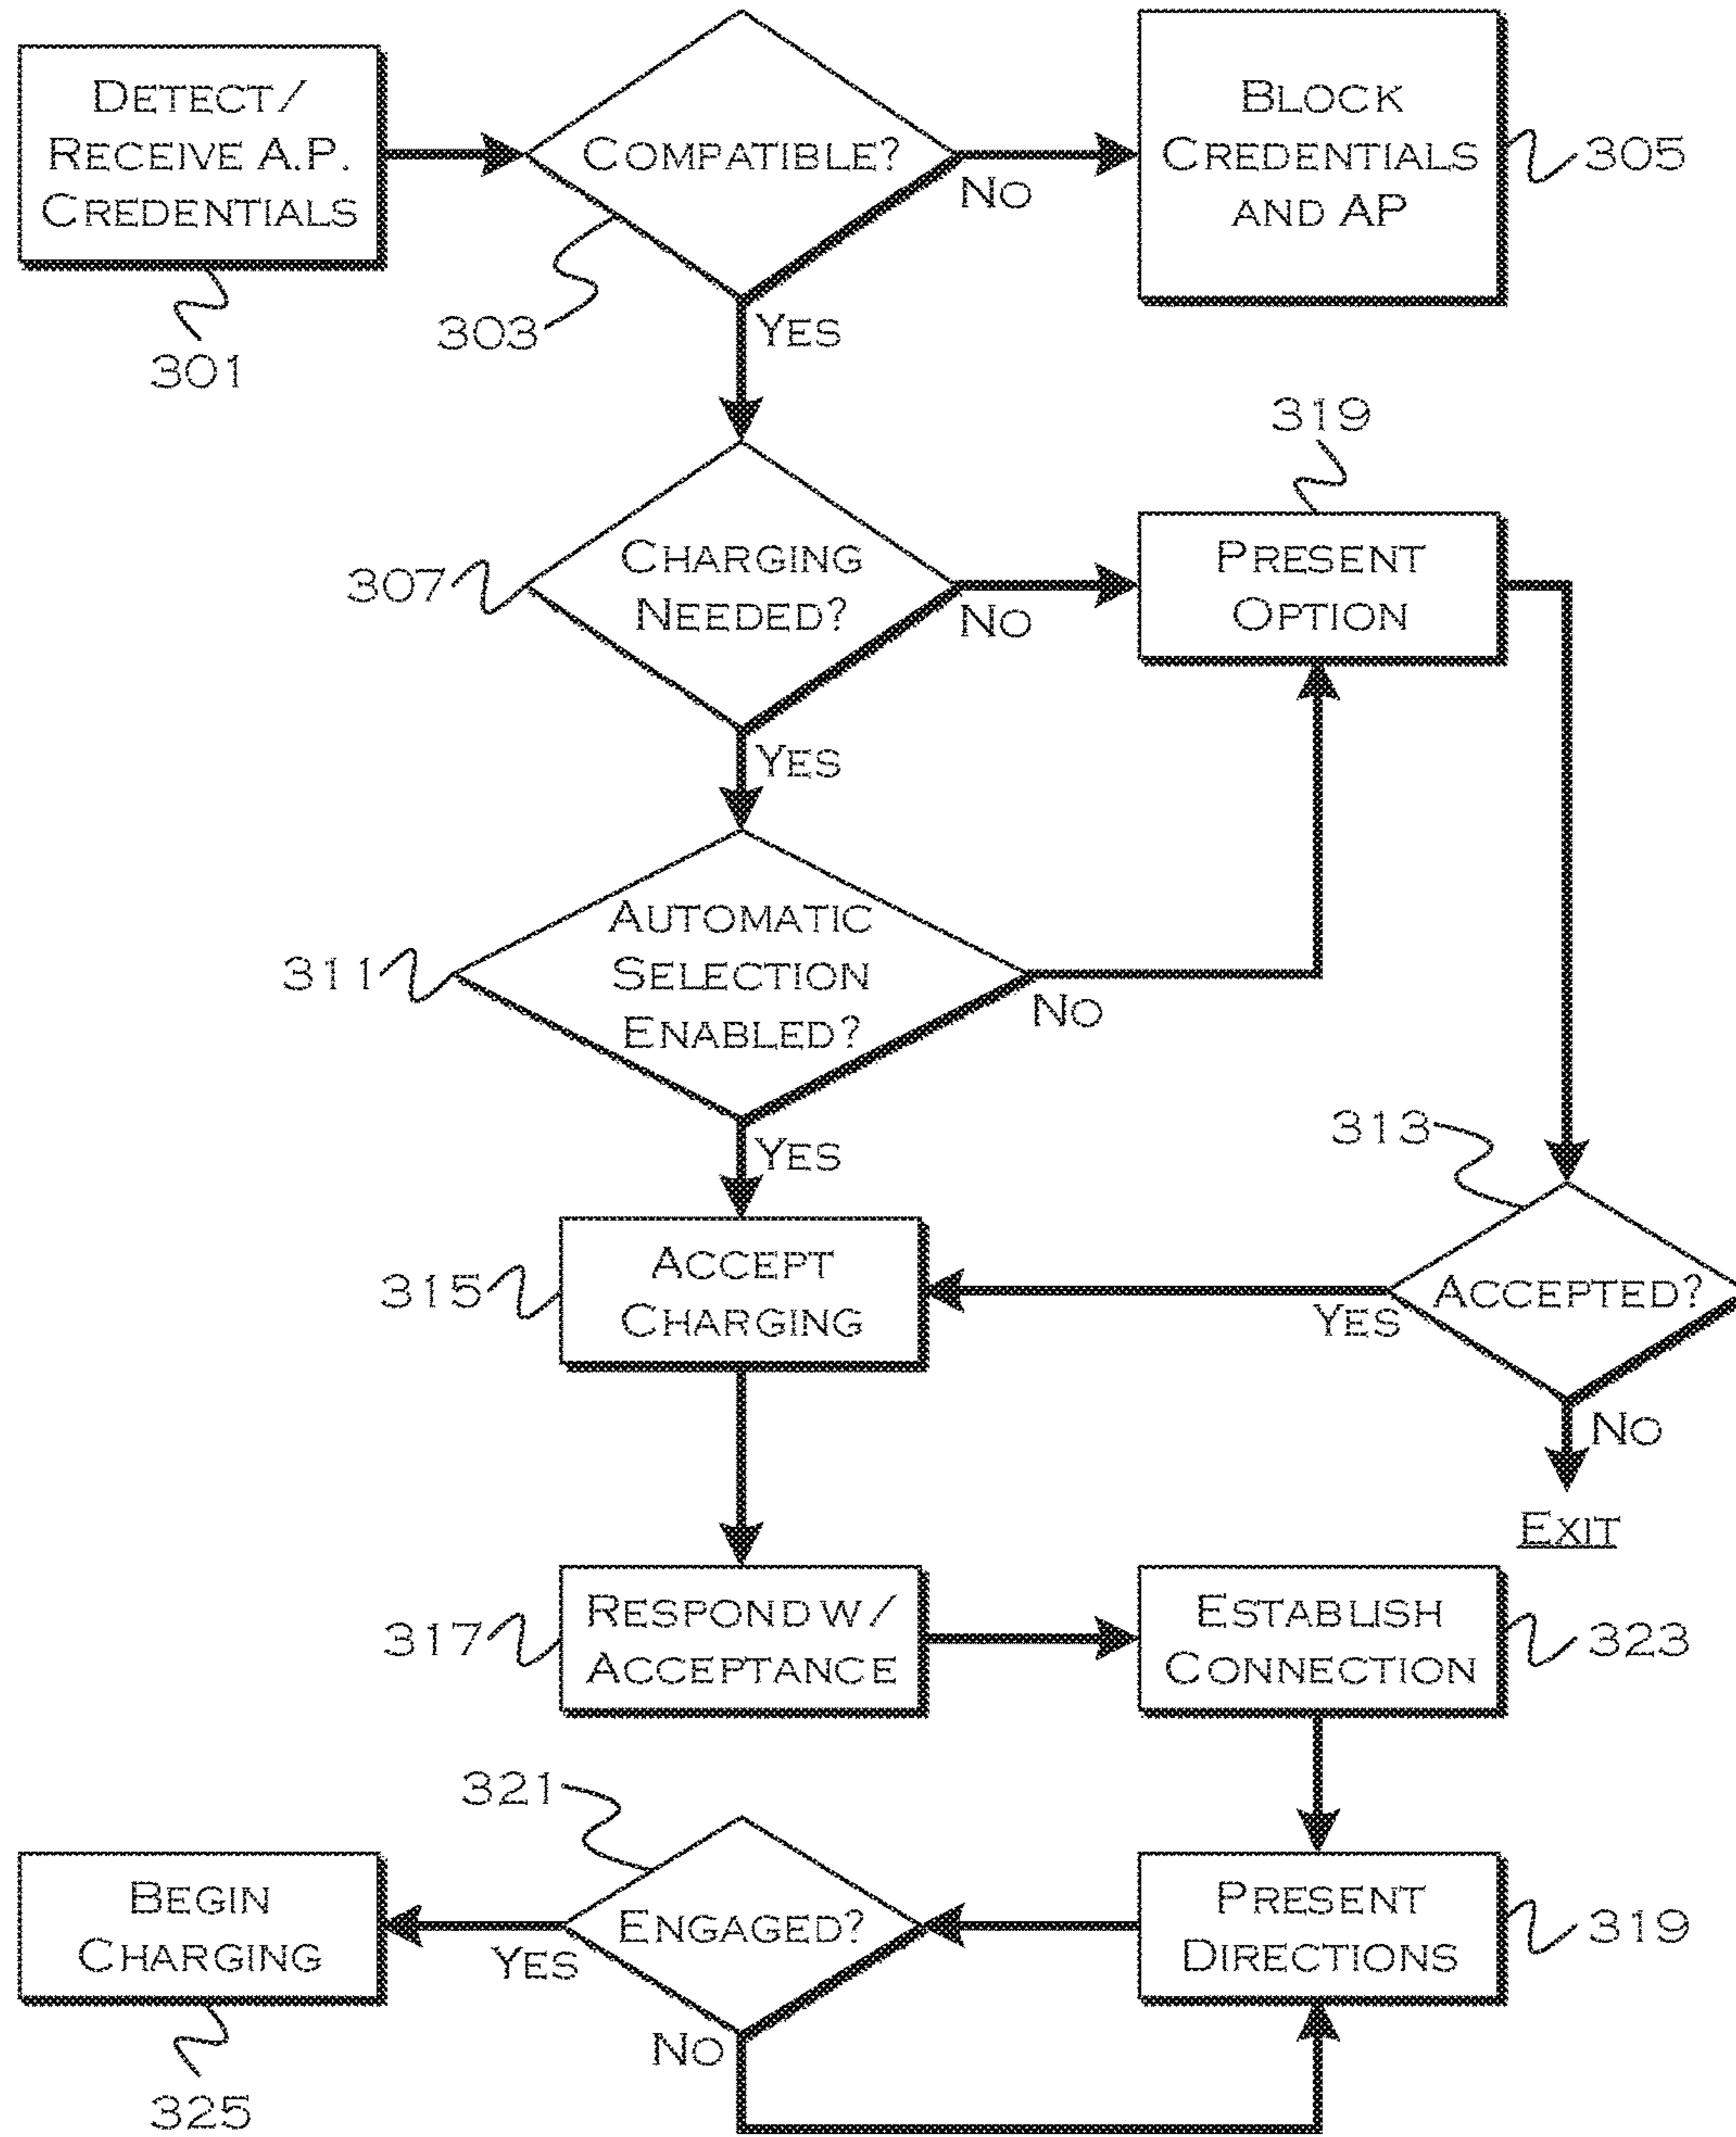 DETECT/
RECEIVE A.P.
CREDENTIALS
301
COMPATIBLE?
303
NO
YES
BLOCK
CREDENTIALS
AND AP
305
CHARGING
NEEDED?
307
NO
YES
319
PRESENT
OPTION
AUTOMATIC
SELECTION
ENABLED?
311
NO
YES
313
ACCEPTED?
YES
NO
EXIT
ACCEPT
CHARGING
315
RESPOND W/
ACCEPTANCE
317
ESTABLISH
CONNECTION
323
PRESENT
DIRECTIONS
319
321
ENGAGED?
YES
NO
BEGIN
CHARGING
325